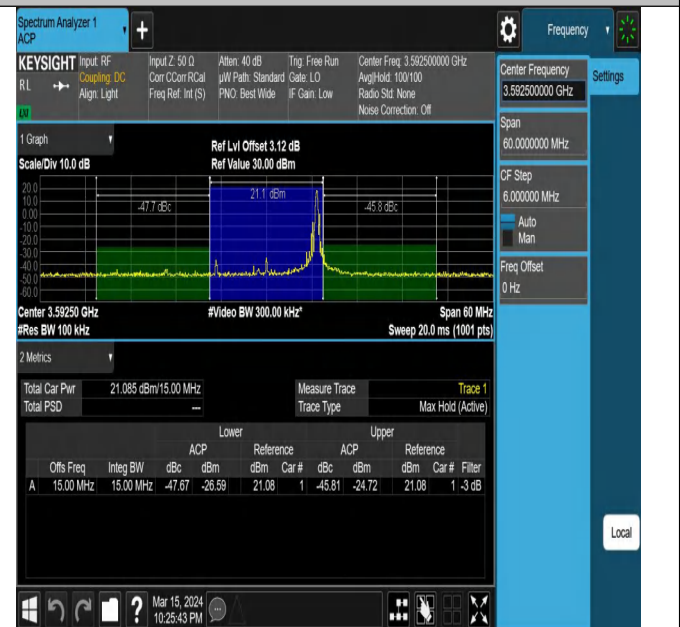 Spectrum Analyzer 1
ACP
+
Frequency
KEYSIGHT
RL
Input: RF
Coupling: DC
Align: Light
Input Z: 50 Ω
Corr CCorr RCal
Freq Ref: Int (S)
Atten: 40 dB
µW Path: Standard
PNO: Best Wide
Trig: Free Run
Gate: LO
IF Gain: Low
Center Freq: 3.592500000 GHz
Avg|Hold: 100/100
Radio Std: None
Noise Correction: Off
Center Frequency
3.592500000 GHz
Settings
Span
60.0000000 MHz
CF Step
6.000000 MHz
Auto
Man
Freq Offset
0 Hz
1 Graph
Scale/Div 10.0 dB
Ref Lvl Offset 3.12 dB
Ref Value 30.00 dBm
20.0
10.0
0.00
-10.0
-20.0
-30.0
-40.0
-50.0
-60.0
-47.7 dBc
21.1 dBm
-45.8 dBc
Center 3.59250 GHz
#Video BW 300.00 kHz*
Span 60 MHz
#Res BW 100 kHz
Sweep 20.0 ms (1001 pts)
2 Metrics
Total Car Pwr 21.085 dBm/15.00 MHz
Total PSD ---
Measure Trace Trace 1
Trace Type Max Hold (Active)
Lower Upper
ACP Reference ACP Reference
Offs Freq Integ BW dBc dBm dBm Car # dBc dBm dBm Car # Filter
A 15.00 MHz 15.00 MHz -47.67 -26.59 21.08 1 -45.81 -24.72 21.08 1 -3 dB
Local
?
Mar 15, 2024
10:25:43 PM